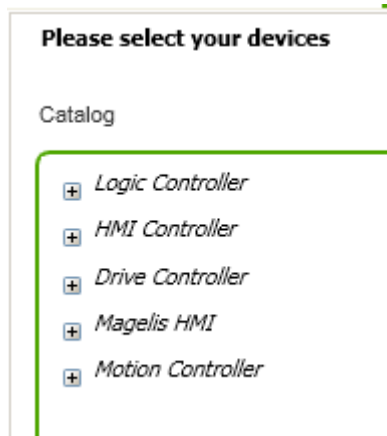 Please select your devices
Catalog
Logic Controller
HMI Controller
Drive Controller
Magelis HMI
Motion Controller